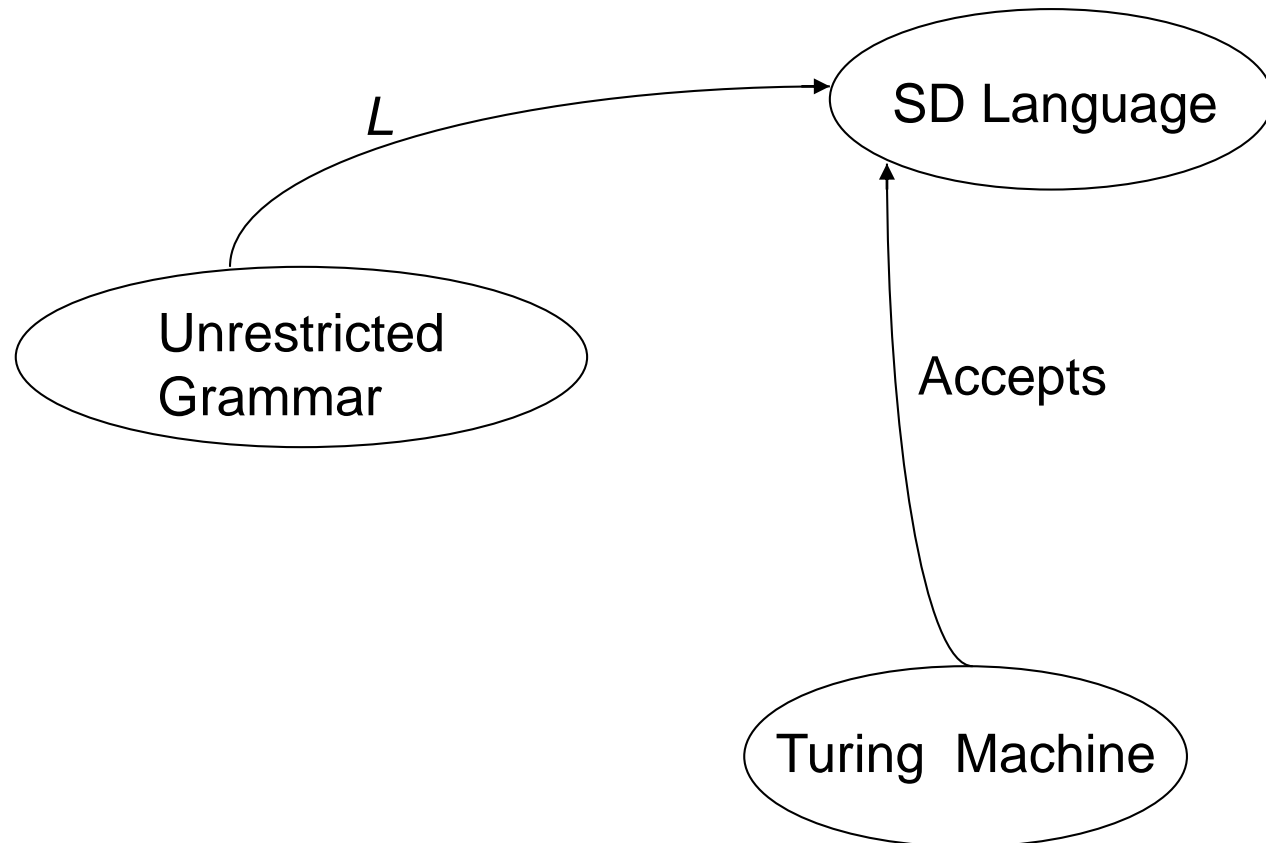 SD Language
L
Unrestricted
Grammar
Accepts
Turing  Machine